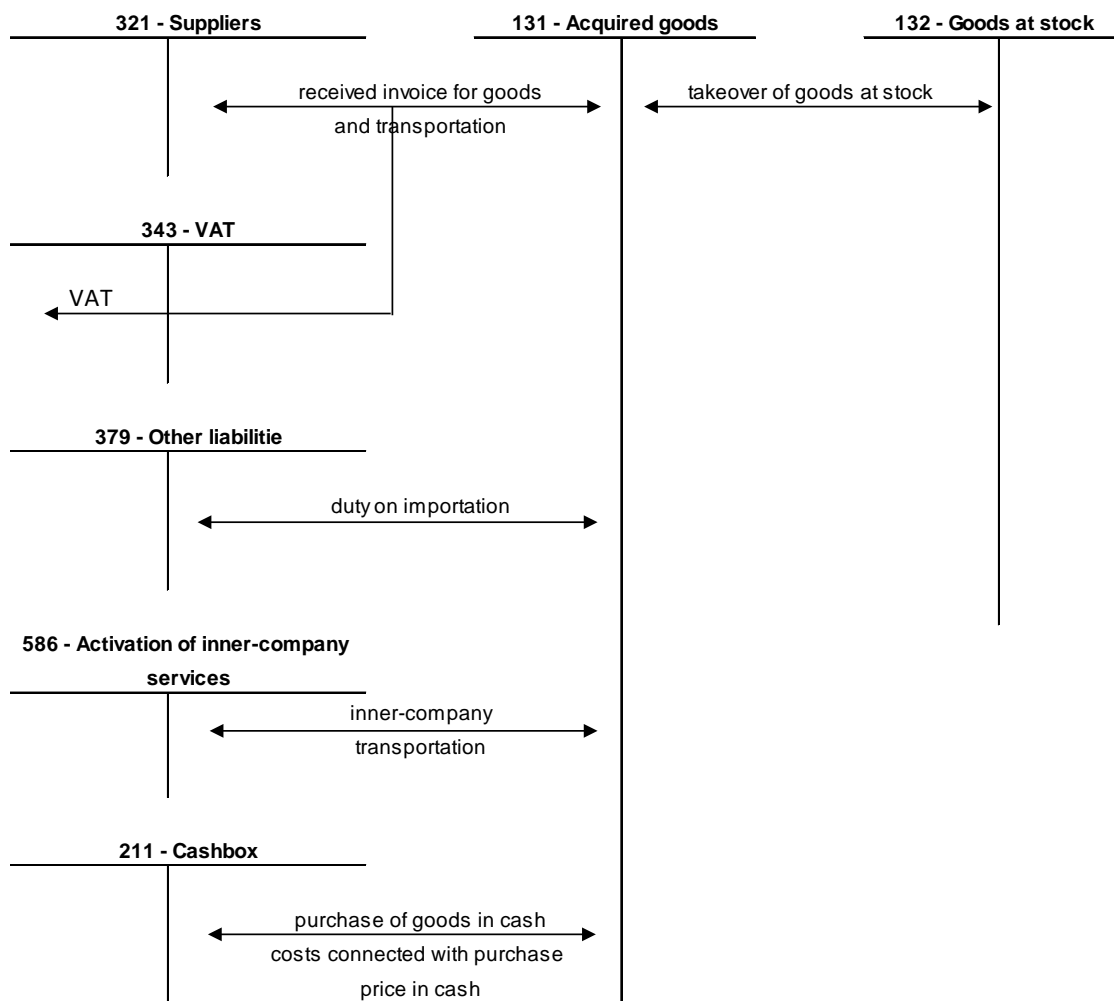 321 - Suppliers
131 - Acquired goods
132 - Goods at stock
received invoice for goods
and transportation
takeover of goods at stock
343 - VAT
VAT
379 - Other liabilitie
duty on importation
586 - Activation of inner-company
services
inner-company
transportation
211 - Cashbox
purchase of goods in cash
costs connected with purchase
price in cash